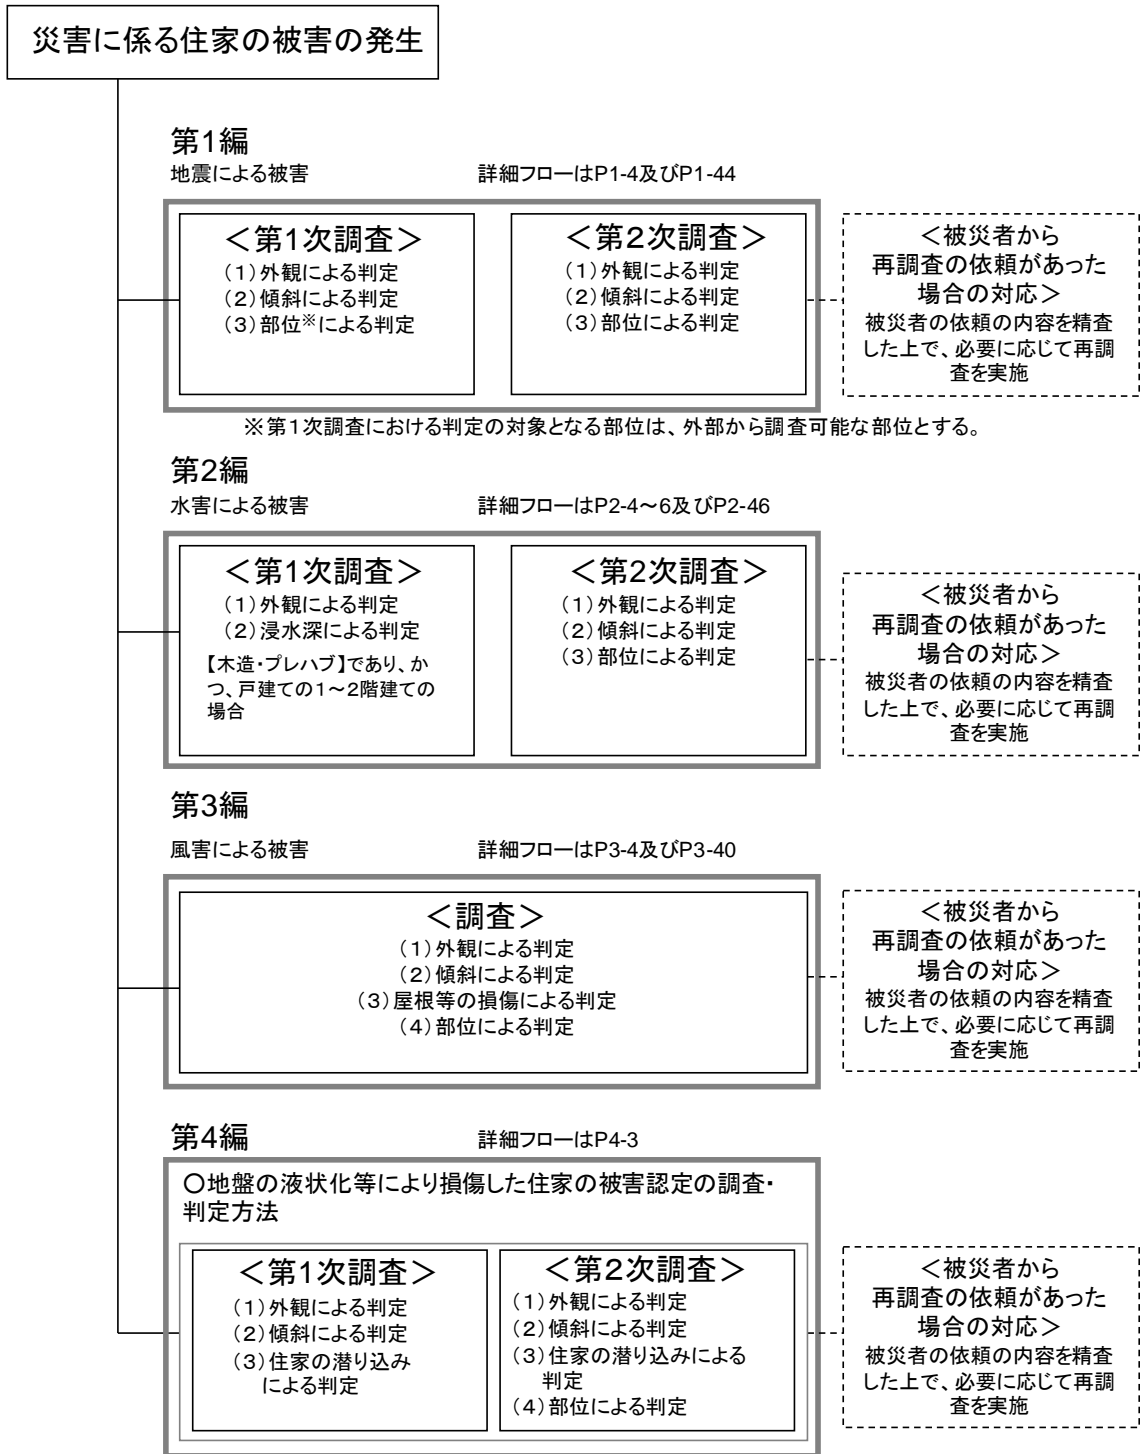 災害に係る住家の被害の発生
第1編
地震による被害
詳細フローはP1-4及びP1-44
＜第1次調査＞
（1）外観による判定
（2）傾斜による判定
（3）部位※による判定
＜第2次調査＞
（1）外観による判定
（2）傾斜による判定
（3）部位による判定
＜被災者から
再調査の依頼があった
場合の対応＞
被災者の依頼の内容を精査
した上で、必要に応じて再調
査を実施
※第1次調査における判定の対象となる部位は、外部から調査可能な部位とする。
第2編
水害による被害
詳細フローはP2-4～6及びP2-46
＜第1次調査＞
（1）外観による判定
（2）浸水深による判定
【木造・プレハブ】であり、か
つ、戸建ての1～2階建ての
場合
＜第2次調査＞
（1）外観による判定
（2）傾斜による判定
（3）部位による判定
＜被災者から
再調査の依頼があった
場合の対応＞
被災者の依頼の内容を精査
した上で、必要に応じて再調
査を実施
第3編
風害による被害
詳細フローはP3-4及びP3-40
＜調査＞
（1）外観による判定
（2）傾斜による判定
（3）屋根等の損傷による判定
（4）部位による判定
＜被災者から
再調査の依頼があった
場合の対応＞
被災者の依頼の内容を精査
した上で、必要に応じて再調
査を実施
第4編
詳細フローはP4-3
○地盤の液状化等により損傷した住家の被害認定の調査・
判定方法
＜第1次調査＞
（1）外観による判定
（2）傾斜による判定
（3）住家の潜り込み
による判定
＜第2次調査＞
（1）外観による判定
（2）傾斜による判定
（3）住家の潜り込みによる
判定
（4）部位による判定
＜被災者から
再調査の依頼があった
場合の対応＞
被災者の依頼の内容を精査
した上で、必要に応じて再調
査を実施